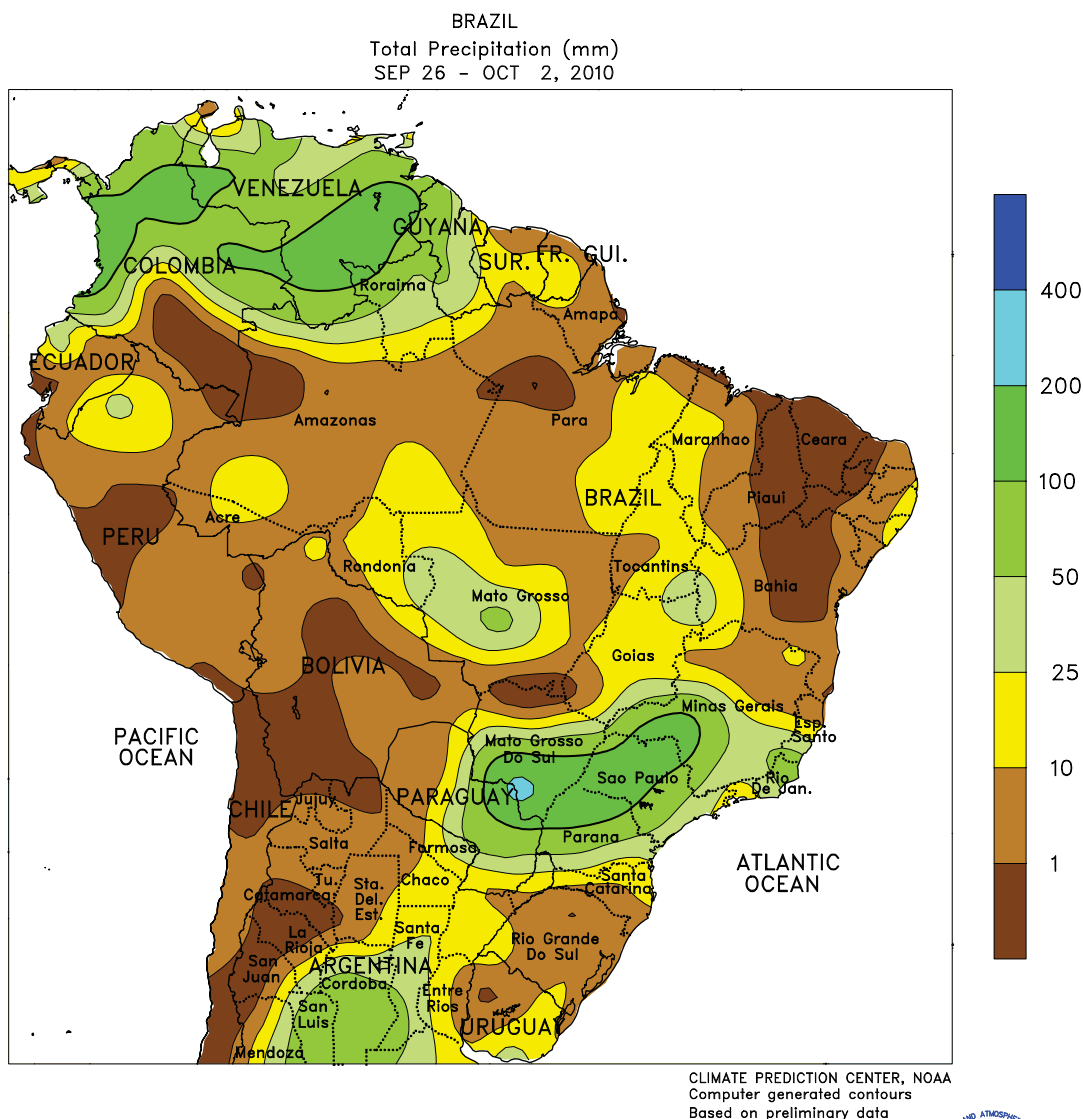 BRAZIL
Total Precipitation (mm)
SEP 26 - OCT 2, 2010
VENEZUELA
GUYANA
COLOMBIA
SUR.
FR. GUI.
Roraima
Amapa
ECUADOR
Amazonas
Para
Maranhao
Ceara
BRAZIL
Piaui
Acre
PERU
Rondonia
Mato Grosso
Tocantins
Bahia
BOLIVIA
Goias
Minas Gerais
Esp.
Santo
PACIFIC
OCEAN
Mato Grosso
Do Sul
Sao Paulo
Rio
De Jan.
CHILE
Jujuy
PARAGUAY
Salta
Formosa
Parana
Tu.
Catamarca
Sta.
Del.
Est.
Chaco
Santa
Catarina
ATLANTIC
OCEAN
La
Rioja
Santa
Fe
Rio Grande
Do Sul
San
Juan
ARGENTINA
Cordoba
San
Luis
Entre
Rios
URUGUAY
Mendoza
400
200
100
50
25
10
1
CLIMATE PREDICTION CENTER, NOAA
Computer generated contours
Based on preliminary data
AND ATMOSPHE